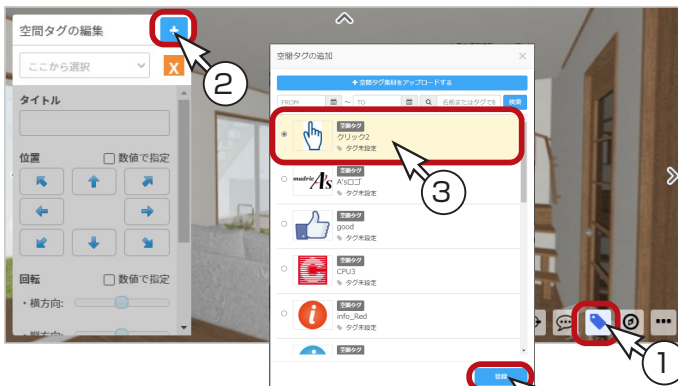 空間タグの編集
+
ここから選択
X
2
タイトル
位置
数値で指定
回転
数値で指定
・横方向:
空間タグの追加
×
+ 空間タグ素材をアップロードする
FROM ~ TO 名前またはタグで 検索
空間タグ
クリック2
タグ未設定
3
madric A's
空間タグ
A'sロゴ
タグ未設定
空間タグ
good
タグ未設定
空間タグ
CPU3
タグ未設定
i
空間タグ
info_Red
タグ未設定
空間タグ
登録
1